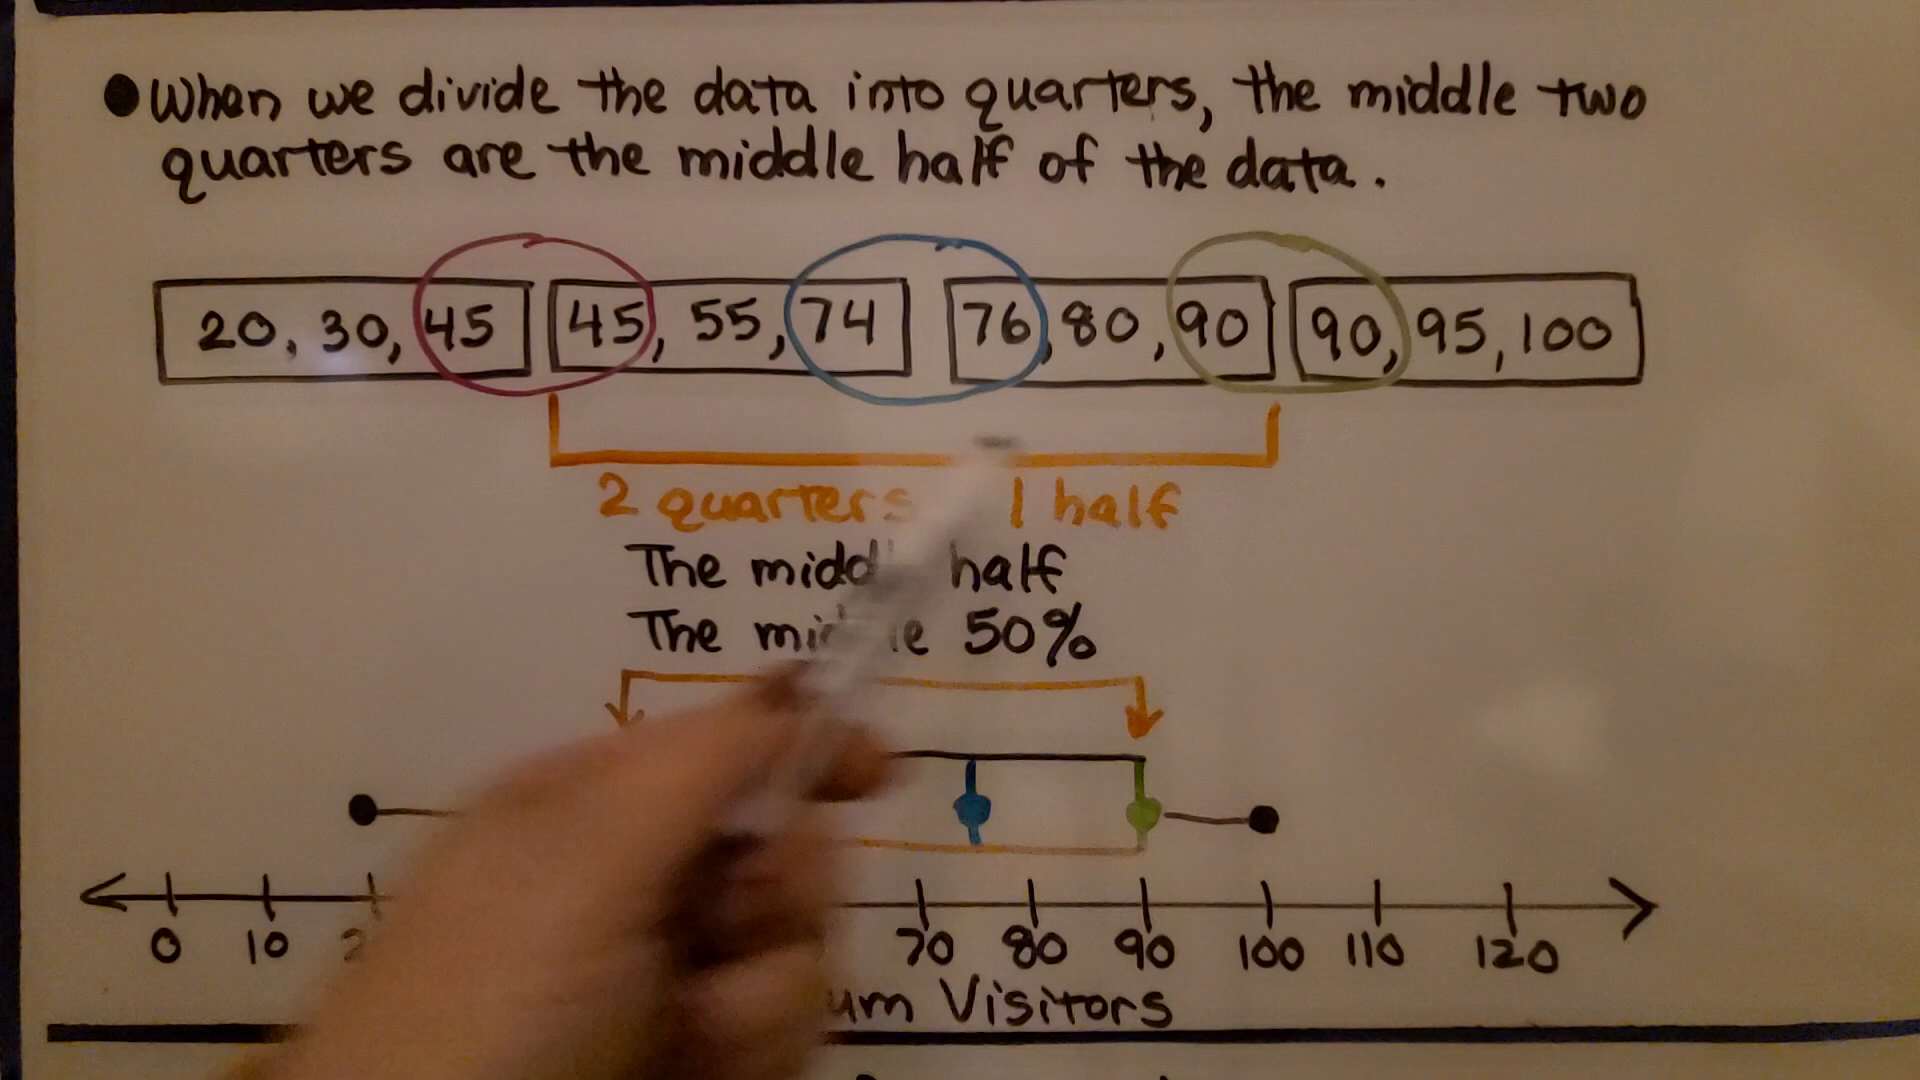 When we divide the data into quarters, the middle two
quarters are the middle half of the data.
20, 30, 45 45, 55, 74 76, 80, 90 90, 95, 100
2 quarters 1 half
The half
The 50%
0 10 70 80 90 100 110 120
Visitors